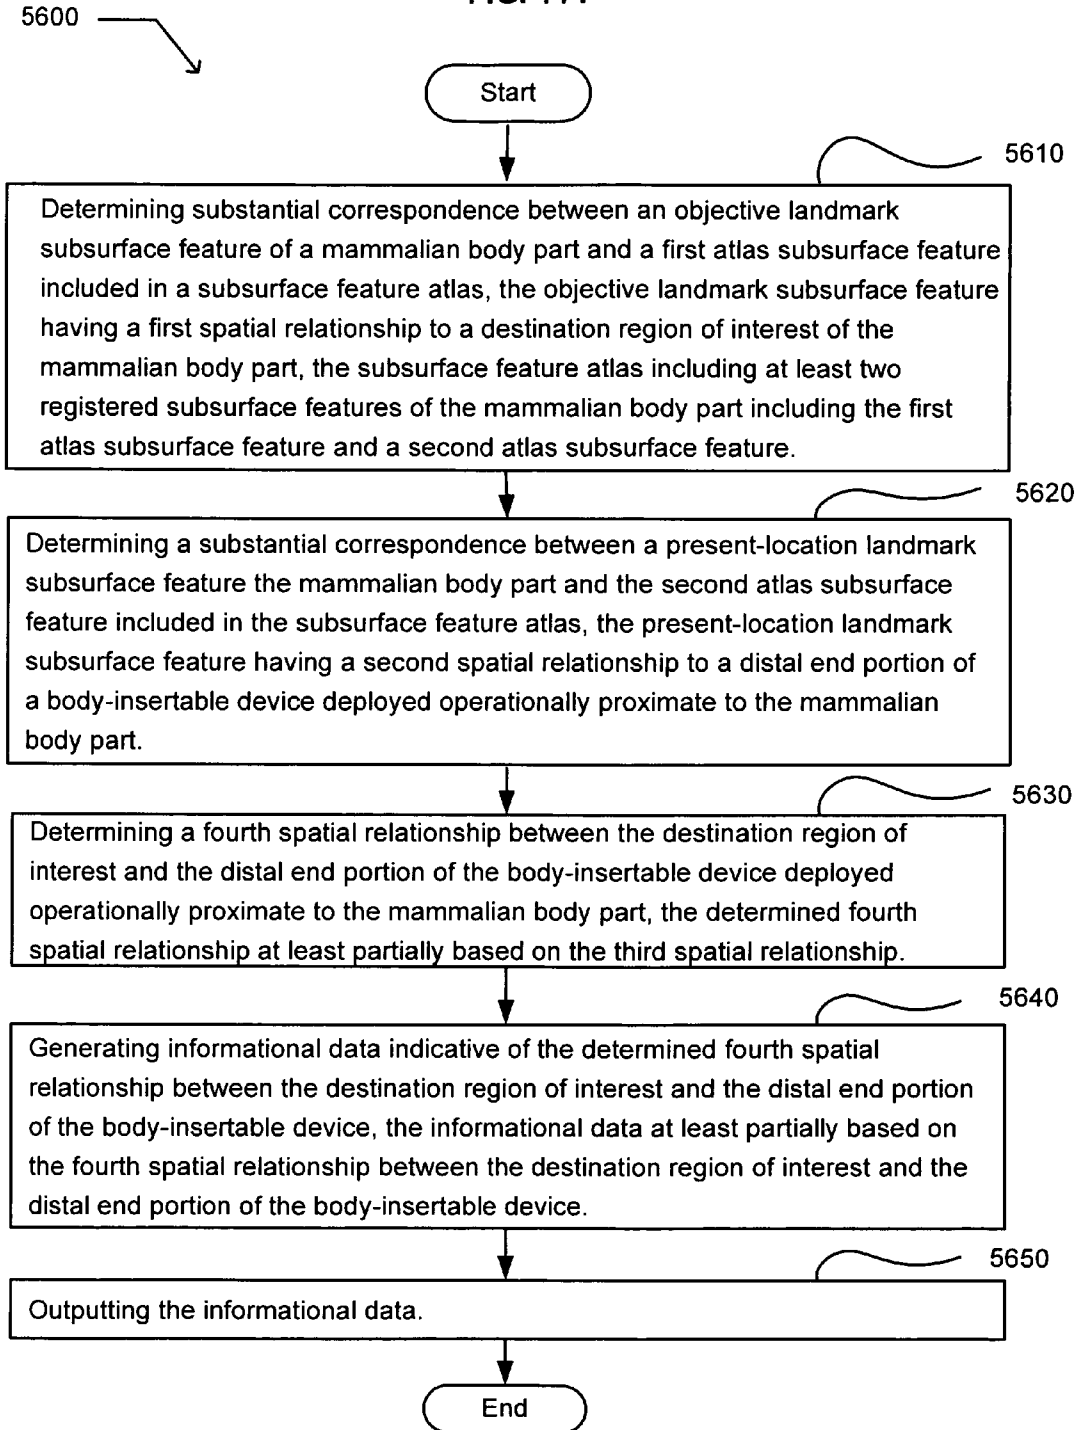 5600
Start
5610
Determining substantial correspondence between an objective landmark
subsurface feature of a mammalian body part and a first atlas subsurface feature
included in a subsurface feature atlas, the objective landmark subsurface feature
having a first spatial relationship to a destination region of interest of the
mammalian body part, the subsurface feature atlas including at least two
registered subsurface features of the mammalian body part including the first
atlas subsurface feature and a second atlas subsurface feature.
5620
Determining a substantial correspondence between a present-location landmark
subsurface feature the mammalian body part and the second atlas subsurface
feature included in the subsurface feature atlas, the present-location landmark
subsurface feature having a second spatial relationship to a distal end portion of
a body-insertable device deployed operationally proximate to the mammalian
body part.
5630
Determining a fourth spatial relationship between the destination region of
interest and the distal end portion of the body-insertable device deployed
operationally proximate to the mammalian body part, the determined fourth
spatial relationship at least partially based on the third spatial relationship.
5640
Generating informational data indicative of the determined fourth spatial
relationship between the destination region of interest and the distal end portion
of the body-insertable device, the informational data at least partially based on
the fourth spatial relationship between the destination region of interest and the
distal end portion of the body-insertable device.
5650
Outputting the informational data.
End